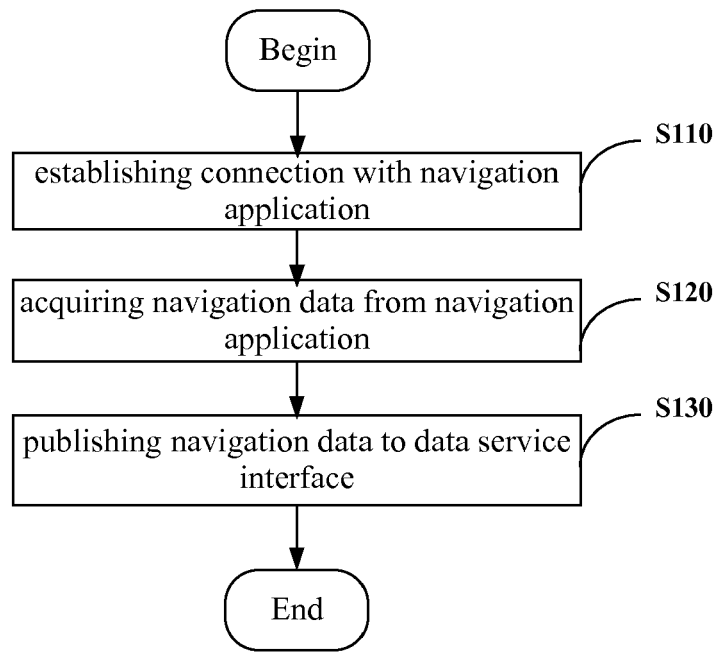 Begin
S110
establishing connection with navigation
application
S120
acquiring navigation data from navigation
application
S130
publishing navigation data to data service
interface
End